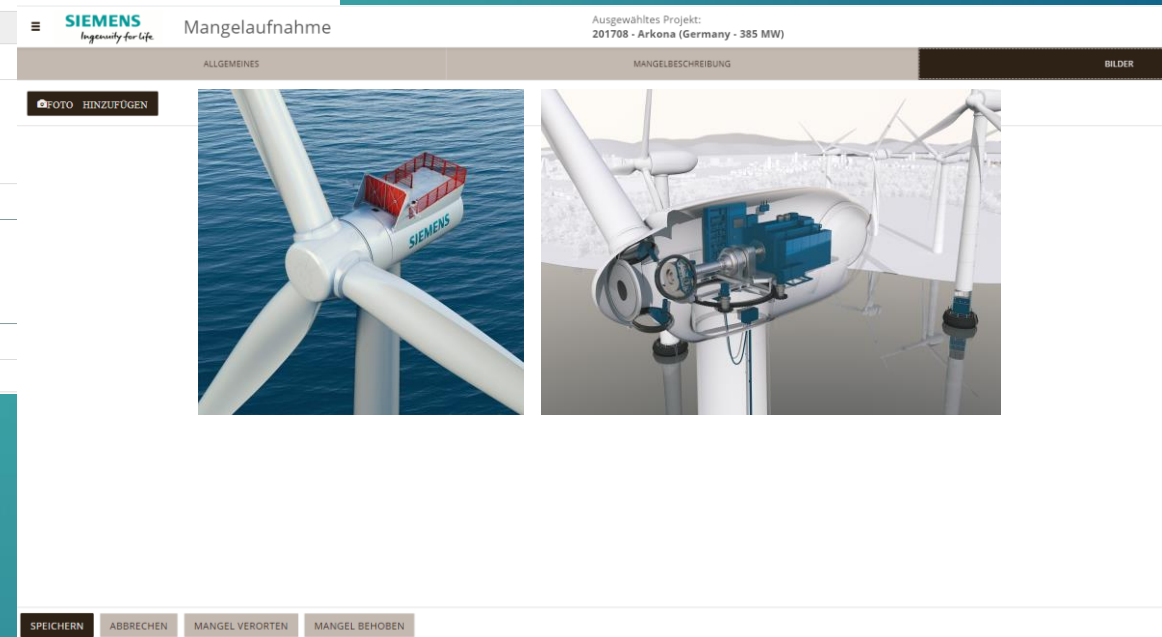 SIEMENS
Ingenuity for life
Mangelaufnahme
Ausgewähltes Projekt:
201708 - Arkona (Germany - 385 MW)
ALLGEMEINES
MANGELBESCHREIBUNG
BILDER
FOTO HINZUFÜGEN
SIEMENS
SPEICHERN
ABBRECHEN
MANGEL VERORTEN
MANGEL BEHOBEN